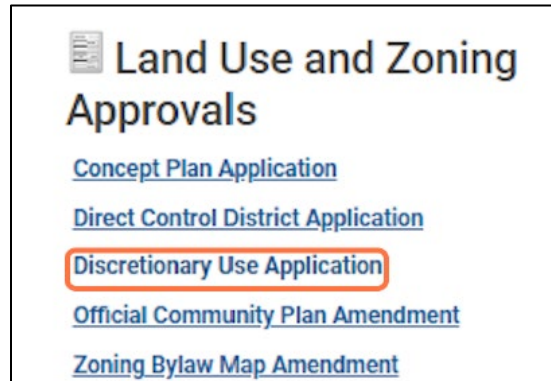 Land Use and Zoning
Approvals
Concept Plan Application
Direct Control District Application
Discretionary Use Application
Official Community Plan Amendment
Zoning Bylaw Map Amendment